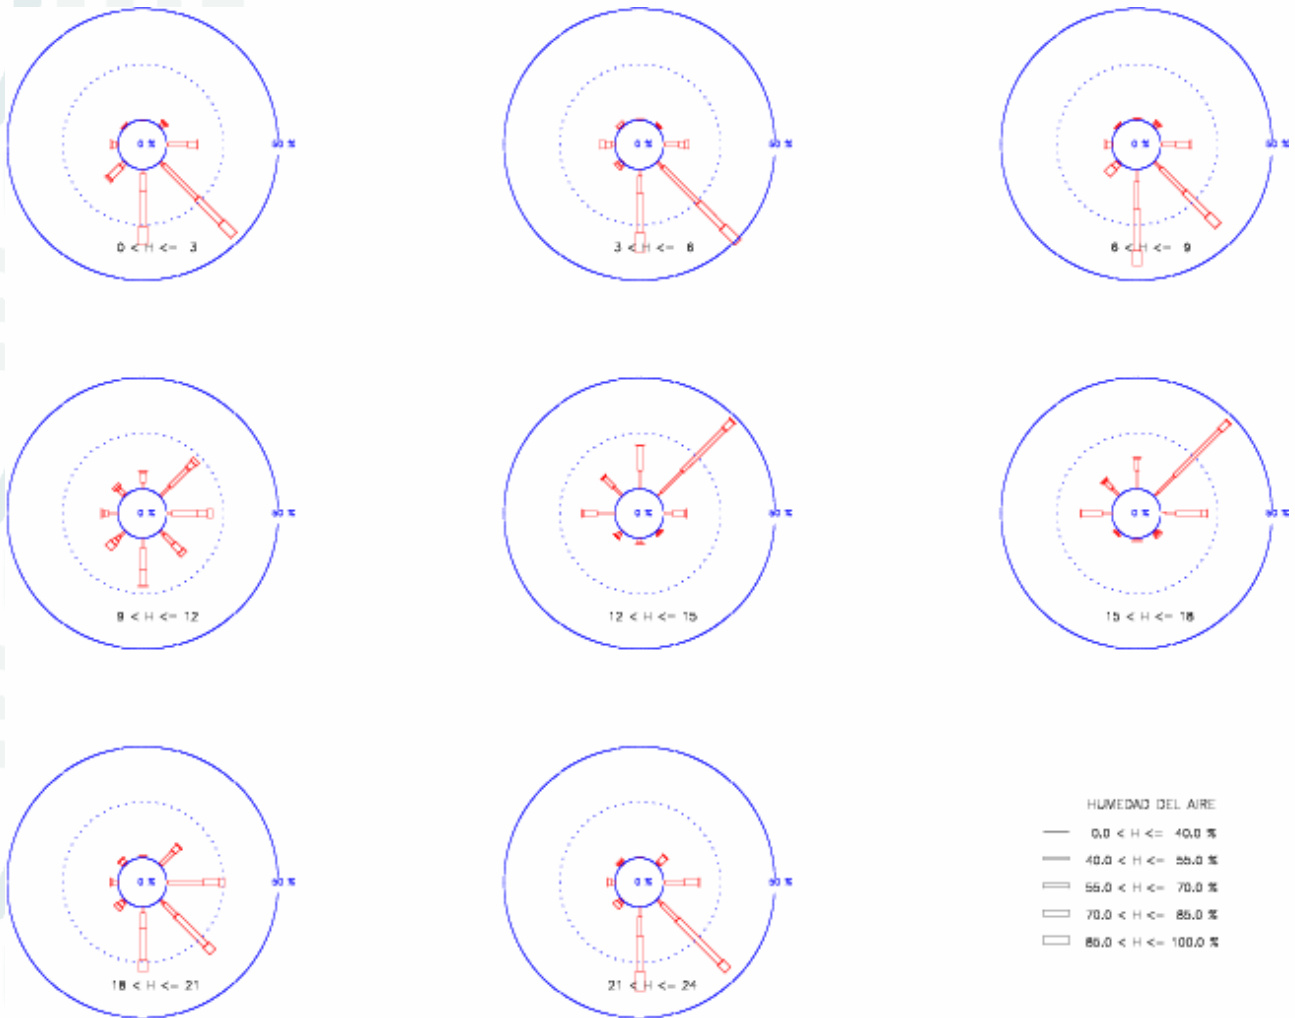 0 % 50 %
0 < H <= 3
0 % 50 %
3 < H <= 6
0 % 50 %
6 < H <= 9
0 % 50 %
9 < H <= 12
0 % 50 %
12 < H <= 15
0 % 50 %
15 < H <= 18
0 % 50 %
18 < H <= 21
0 % 50 %
21 < H <= 24
HUMEDAD DEL AIRE
0.0 < H <= 40.0 %
40.0 < H <= 55.0 %
55.0 < H <= 70.0 %
70.0 < H <= 85.0 %
85.0 < H <= 100.0 %